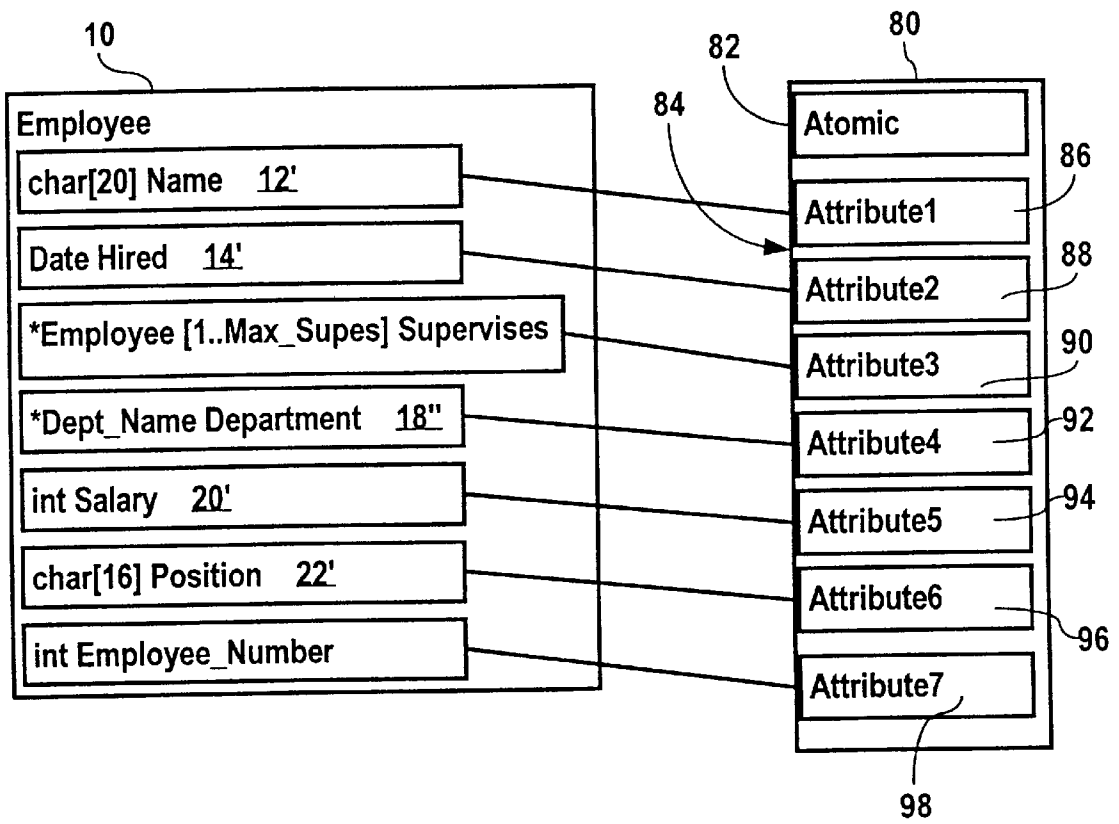 10
80
82
84
Employee
Atomic
char[20] Name 12'
86
Attribute1
Date Hired 14'
88
Attribute2
*Employee [1..Max_Supes] Supervises
90
Attribute3
*Dept_Name Department 18"
92
Attribute4
int Salary 20'
94
Attribute5
char[16] Position 22'
Attribute6
96
int Employee_Number
Attribute7
98